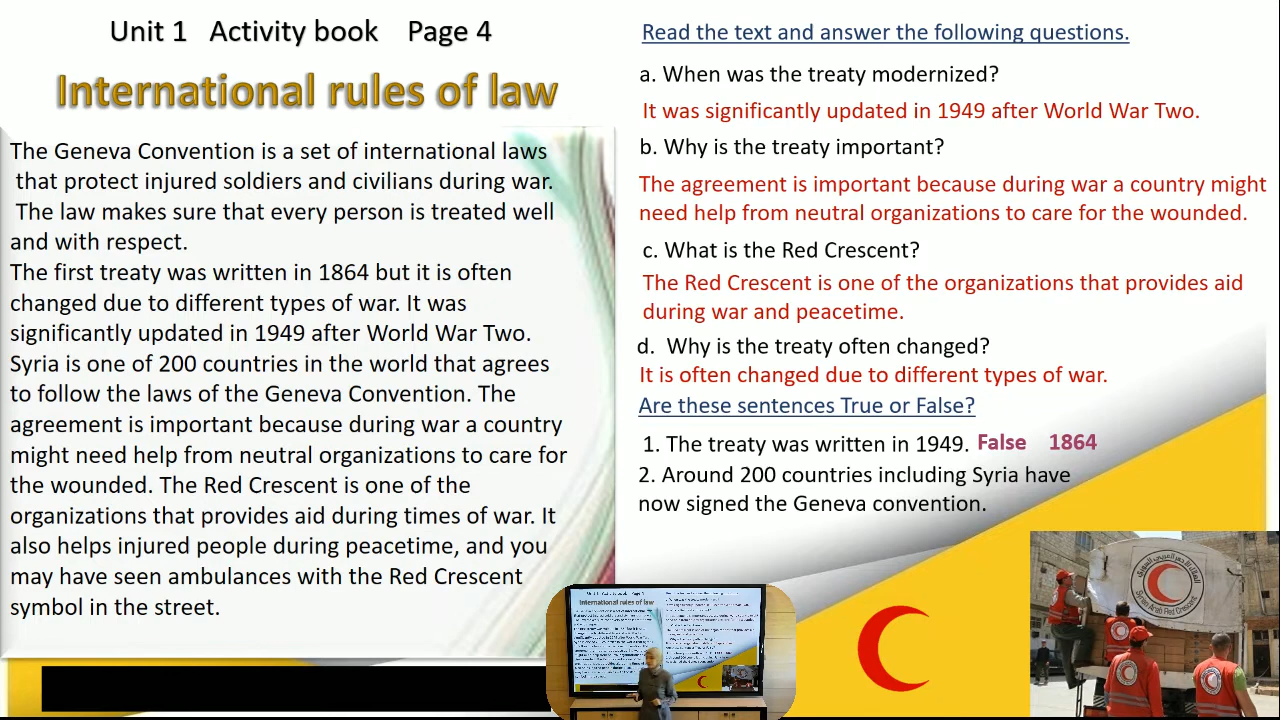 Unit 1 Activity book Page 4
International rules of law
The Geneva Convention is a set of international laws
that protect injured soldiers and civilians during war.
The law makes sure that every person is treated well
and with respect.
The first treaty was written in 1864 but it is often
changed due to different types of war. It was
significantly updated in 1949 after World War Two.
Syria is one of 200 countries in the world that agrees
to follow the laws of the Geneva Convention. The
agreement is important because during war a country
might need help from neutral organizations to care for
the wounded. The Red Crescent is one of the
organizations that provides aid during times of war. It
also helps injured people during peacetime, and you
may have seen ambulances with the Red Crescent
symbol in the street.
Read the text and answer the following questions.
a. When was the treaty modernized?
It was significantly updated in 1949 after World War Two.
b. Why is the treaty important?
The agreement is important because during war a country might
need help from neutral organizations to care for the wounded.
c. What is the Red Crescent?
The Red Crescent is one of the organizations that provides aid
during war and peacetime.
d. Why is the treaty often changed?
It is often changed due to different types of war.
Are these sentences True or False?
1. The treaty was written in 1949. False 1864
2. Around 200 countries including Syria have
now signed the Geneva convention.
Syrian Arab Red Crescent
International rules of law